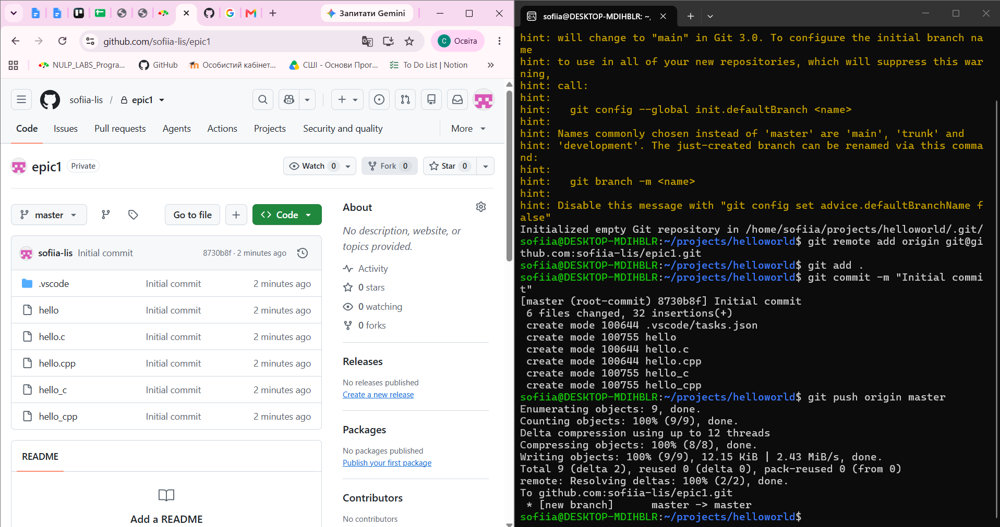 Запитати Gemini
github.com/sofiia-lis/epic1
С Освіта
NULP_LABS_Progra...
GitHub
Особистий кабінет...
СШІ - Основи Прог...
To Do List | Notion
sofiia-lis / epic1
Code Issues Pull requests Agents Actions Projects Security and quality More
epic1 Private
Watch 0
Fork 0
Star 0
master
Go to file
Code
sofiia-lis Initial commit 8730b8f · 2 minutes ago
.vscode Initial commit 2 minutes ago
hello Initial commit 2 minutes ago
hello.c Initial commit 2 minutes ago
hello.cpp Initial commit 2 minutes ago
hello_c Initial commit 2 minutes ago
hello_cpp Initial commit 2 minutes ago
README
Add a README
About
No description, website, or
topics provided.
Activity
0 stars
0 watching
0 forks
Releases
No releases published
Create a new release
Packages
No packages published
Publish your first package
Contributors
No contributors
sofiia@DESKTOP-MDIHBLR: ~,
hint: will change to "main" in Git 3.0. To configure the initial branch na
me
hint: to use in all of your new repositories, which will suppress this war
ning,
hint: call:
hint:
hint:   git config --global init.defaultBranch <name>
hint:
hint: Names commonly chosen instead of 'master' are 'main', 'trunk' and
hint: 'development'. The just-created branch can be renamed via this comma
nd:
hint:
hint:   git branch -m <name>
hint:
hint: Disable this message with "git config set advice.defaultBranchName f
alse"
Initialized empty Git repository in /home/sofiia/projects/helloworld/.git/
sofiia@DESKTOP-MDIHBLR:~/projects/helloworld$ git remote add origin git@gi
thub.com:sofiia-lis/epic1.git
sofiia@DESKTOP-MDIHBLR:~/projects/helloworld$ git add .
sofiia@DESKTOP-MDIHBLR:~/projects/helloworld$ git commit -m "Initial commi
t"
[master (root-commit) 8730b8f] Initial commit
 6 files changed, 32 insertions(+)
 create mode 100644 .vscode/tasks.json
 create mode 100755 hello
 create mode 100644 hello.c
 create mode 100644 hello.cpp
 create mode 100755 hello_c
 create mode 100755 hello_cpp
sofiia@DESKTOP-MDIHBLR:~/projects/helloworld$ git push origin master
Enumerating objects: 9, done.
Counting objects: 100% (9/9), done.
Delta compression using up to 12 threads
Compressing objects: 100% (8/8), done.
Writing objects: 100% (9/9), 12.15 KiB | 2.43 MiB/s, done.
Total 9 (delta 2), reused 0 (delta 0), pack-reused 0 (from 0)
remote: Resolving deltas: 100% (2/2), done.
To github.com:sofiia-lis/epic1.git
 * [new branch]      master -> master
sofiia@DESKTOP-MDIHBLR:~/projects/helloworld$